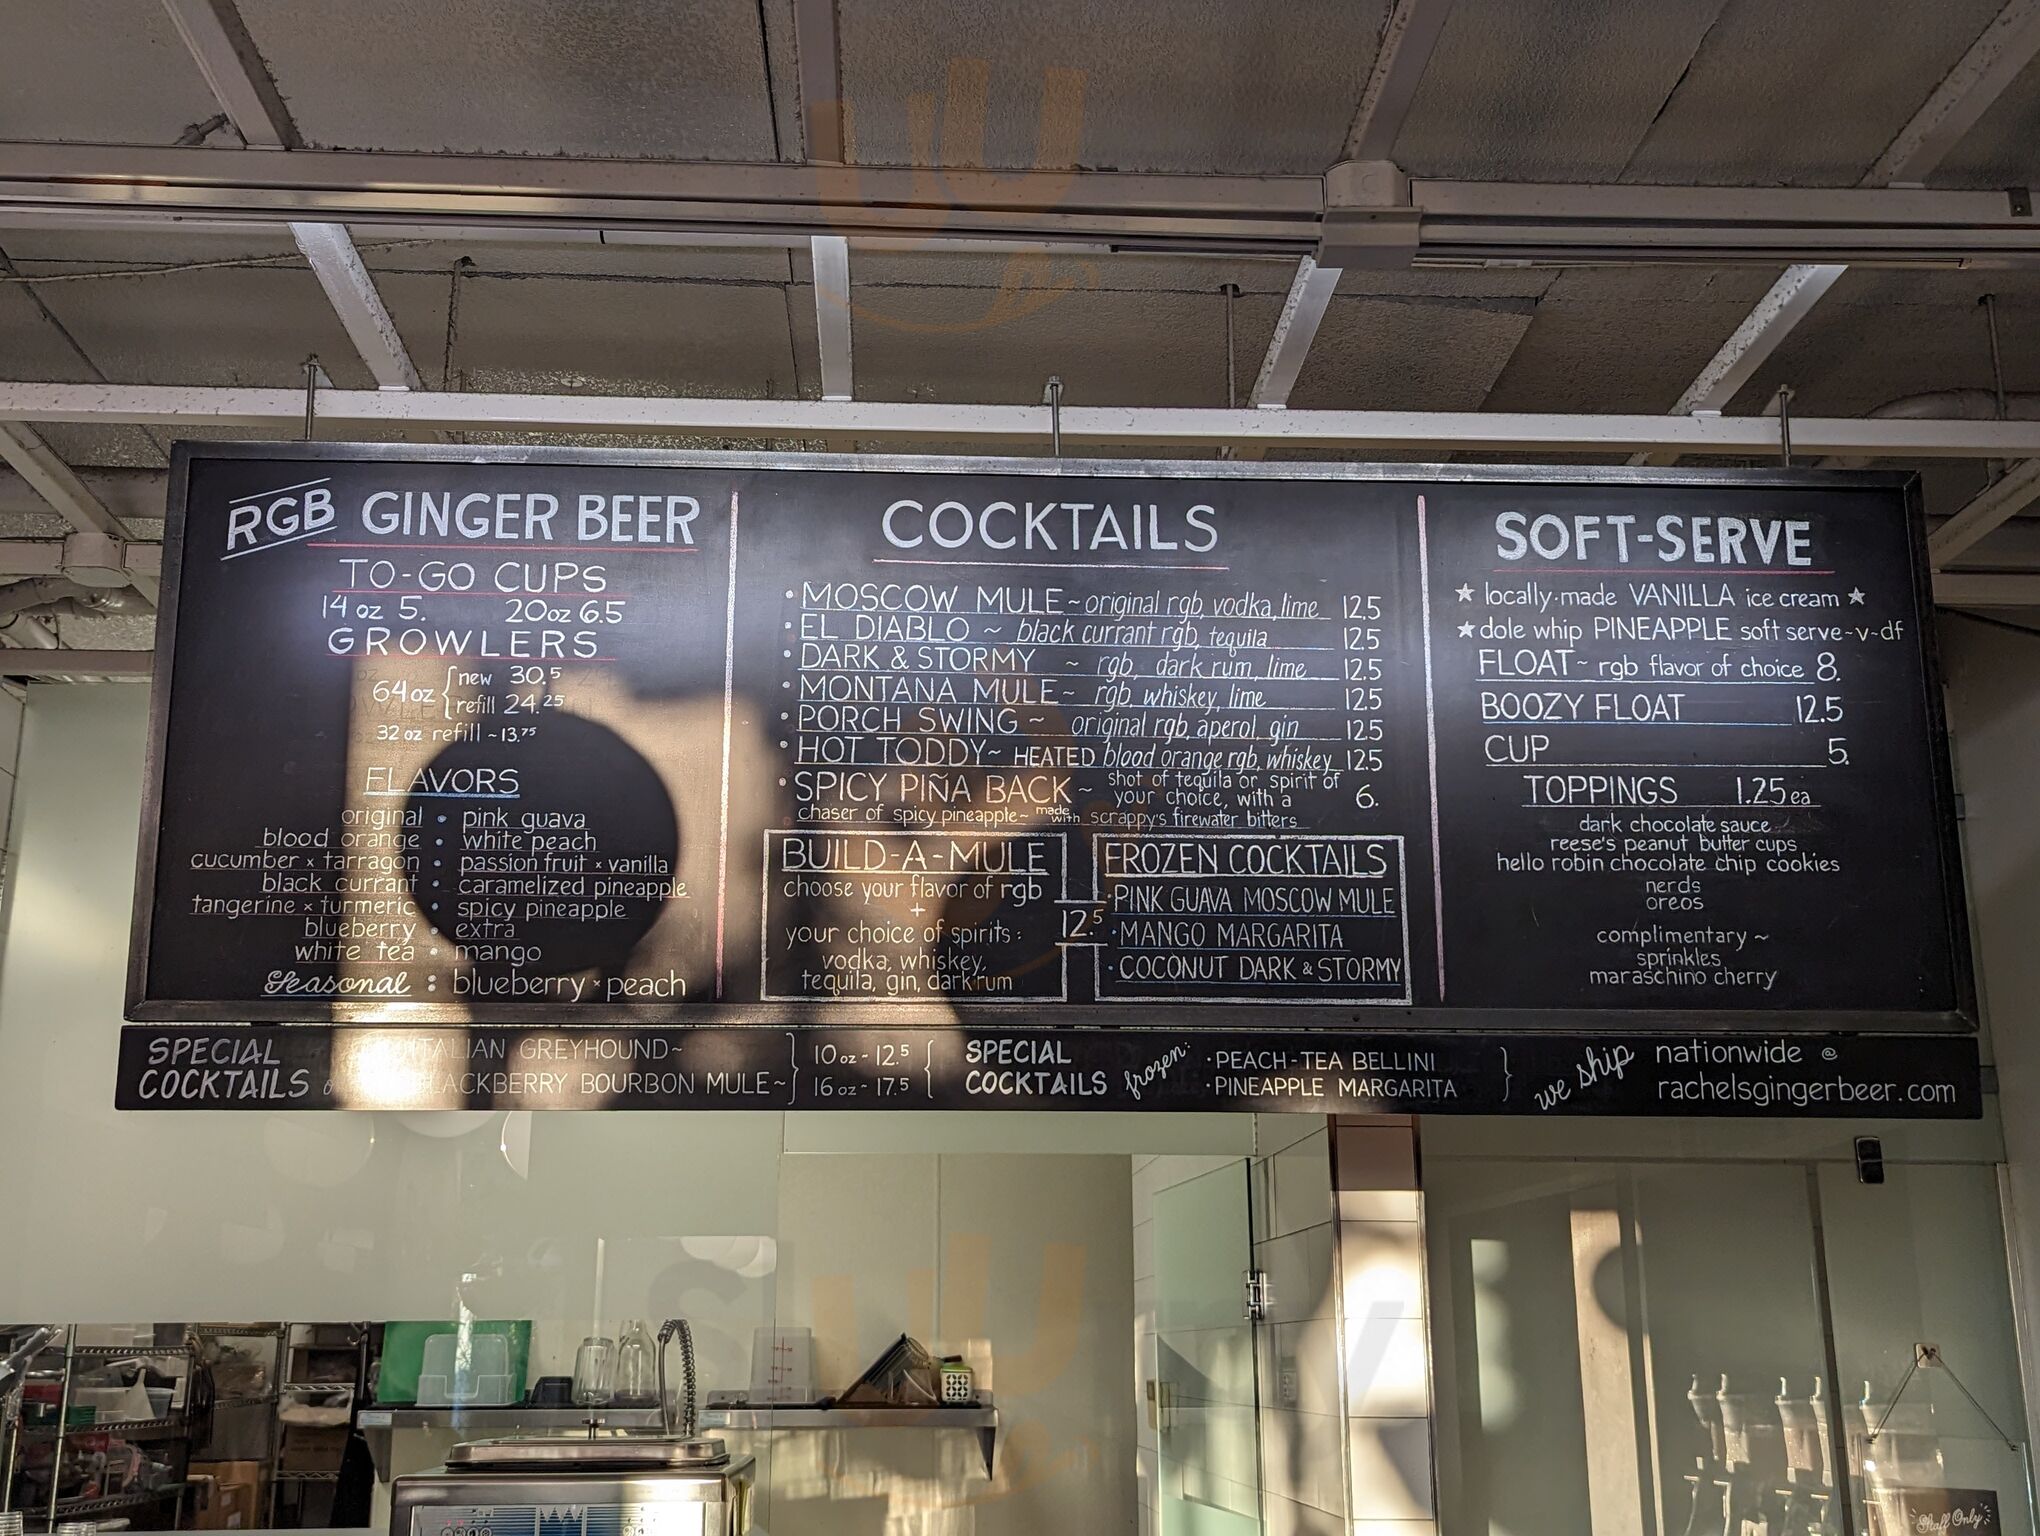 RGB GINGER BEER
TO-GO CUPS
14 oz 5. 20oz 6.5
GROWLERS
64oz { new 30.5
refill 24.25
32 oz refill ~ 13.75
FLAVORS
original • pink guava
blood orange • white peach
cucumber × tarragon • passion fruit × vanilla
black currant • caramelized pineapple
tangerine × turmeric • spicy pineapple
blueberry • extra
white tea • mango
Seasonal : blueberry × peach
COCKTAILS
• MOSCOW MULE ~ original rgb, vodka, lime 12.5
• EL DIABLO ~ black currant rgb, tequila 12.5
• DARK & STORMY ~ rgb, dark rum, lime 12.5
• MONTANA MULE ~ rgb, whiskey, lime 12.5
• PORCH SWING ~ original rgb, aperol, gin 12.5
• HOT TODDY ~ HEATED blood orange rgb, whiskey 12.5
• SPICY PIÑA BACK ~ shot of tequila or spirit of
your choice, with a 6.
chaser of spicy pineapple ~ made with scrappy's firewater bitters
BUILD-A-MULE
choose your flavor of rgb
+
your choice of spirits:
vodka, whiskey,
tequila, gin, dark rum
12.5
FROZEN COCKTAILS
• PINK GUAVA MOSCOW MULE
• MANGO MARGARITA
• COCONUT DARK & STORMY
SOFT-SERVE
★ locally-made VANILLA ice cream ★
★ dole whip PINEAPPLE soft serve ~ v-df
FLOAT ~ rgb flavor of choice 8.
BOOZY FLOAT 12.5
CUP 5.
TOPPINGS 1.25 ea
dark chocolate sauce
reese's peanut butter cups
hello robin chocolate chip cookies
nerds
oreos
complimentary ~
sprinkles
maraschino cherry
SPECIAL
COCKTAILS
ITALIAN GREYHOUND ~
BLACKBERRY BOURBON MULE ~
10 oz ~ 12.5
16 oz ~ 17.5
SPECIAL
COCKTAILS
frozen:
• PEACH-TEA BELLINI
• PINEAPPLE MARGARITA
we ship
nationwide @
rachelsgingerbeer.com
Staff Only